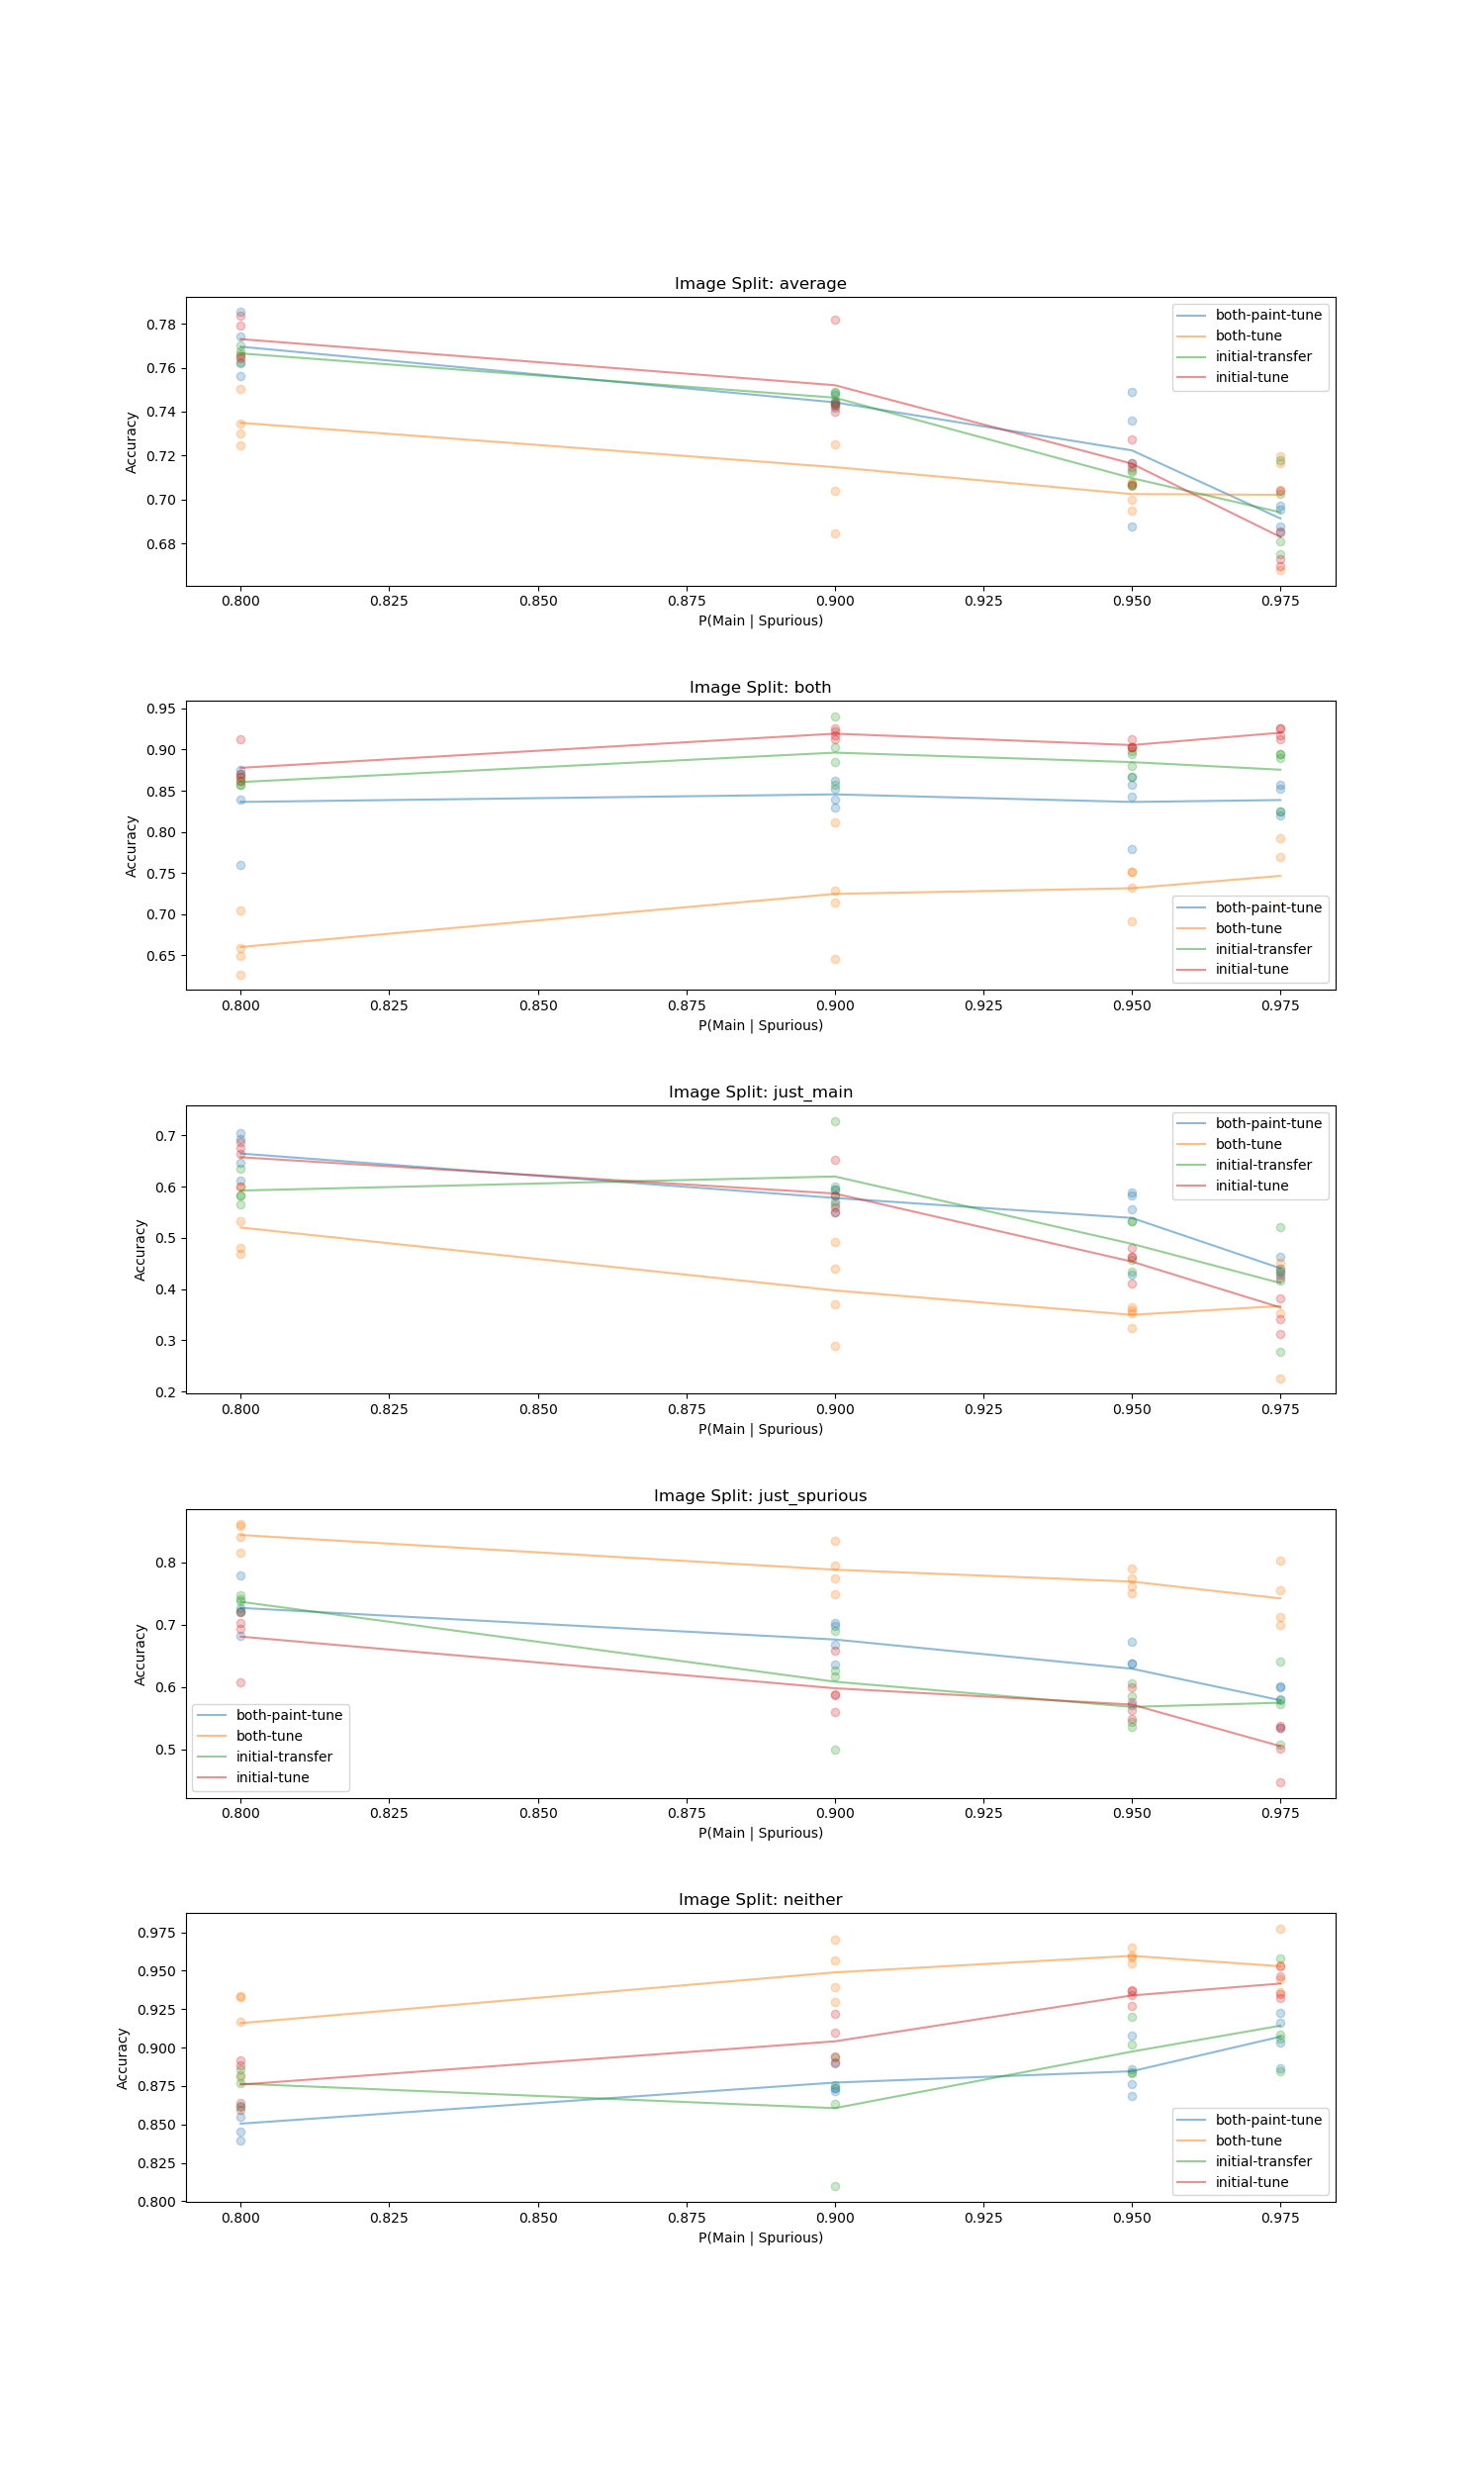 Image Split: average
0.78
0.76
0.74
0.72
0.70
0.68
Accuracy
both-paint-tune
both-tune
initial-transfer
initial-tune
0.800 0.825 0.850 0.875 0.900 0.925 0.950 0.975
P(Main | Spurious)
Image Split: both
0.95
0.90
0.85
0.80
0.75
0.70
0.65
Accuracy
both-paint-tune
both-tune
initial-transfer
initial-tune
0.800 0.825 0.850 0.875 0.900 0.925 0.950 0.975
P(Main | Spurious)
Image Split: just_main
0.7
0.6
0.5
0.4
0.3
0.2
Accuracy
both-paint-tune
both-tune
initial-transfer
initial-tune
0.800 0.825 0.850 0.875 0.900 0.925 0.950 0.975
P(Main | Spurious)
Image Split: just_spurious
0.8
0.7
0.6
0.5
Accuracy
both-paint-tune
both-tune
initial-transfer
initial-tune
0.800 0.825 0.850 0.875 0.900 0.925 0.950 0.975
P(Main | Spurious)
Image Split: neither
0.975
0.950
0.925
0.900
0.875
0.850
0.825
0.800
Accuracy
both-paint-tune
both-tune
initial-transfer
initial-tune
0.800 0.825 0.850 0.875 0.900 0.925 0.950 0.975
P(Main | Spurious)